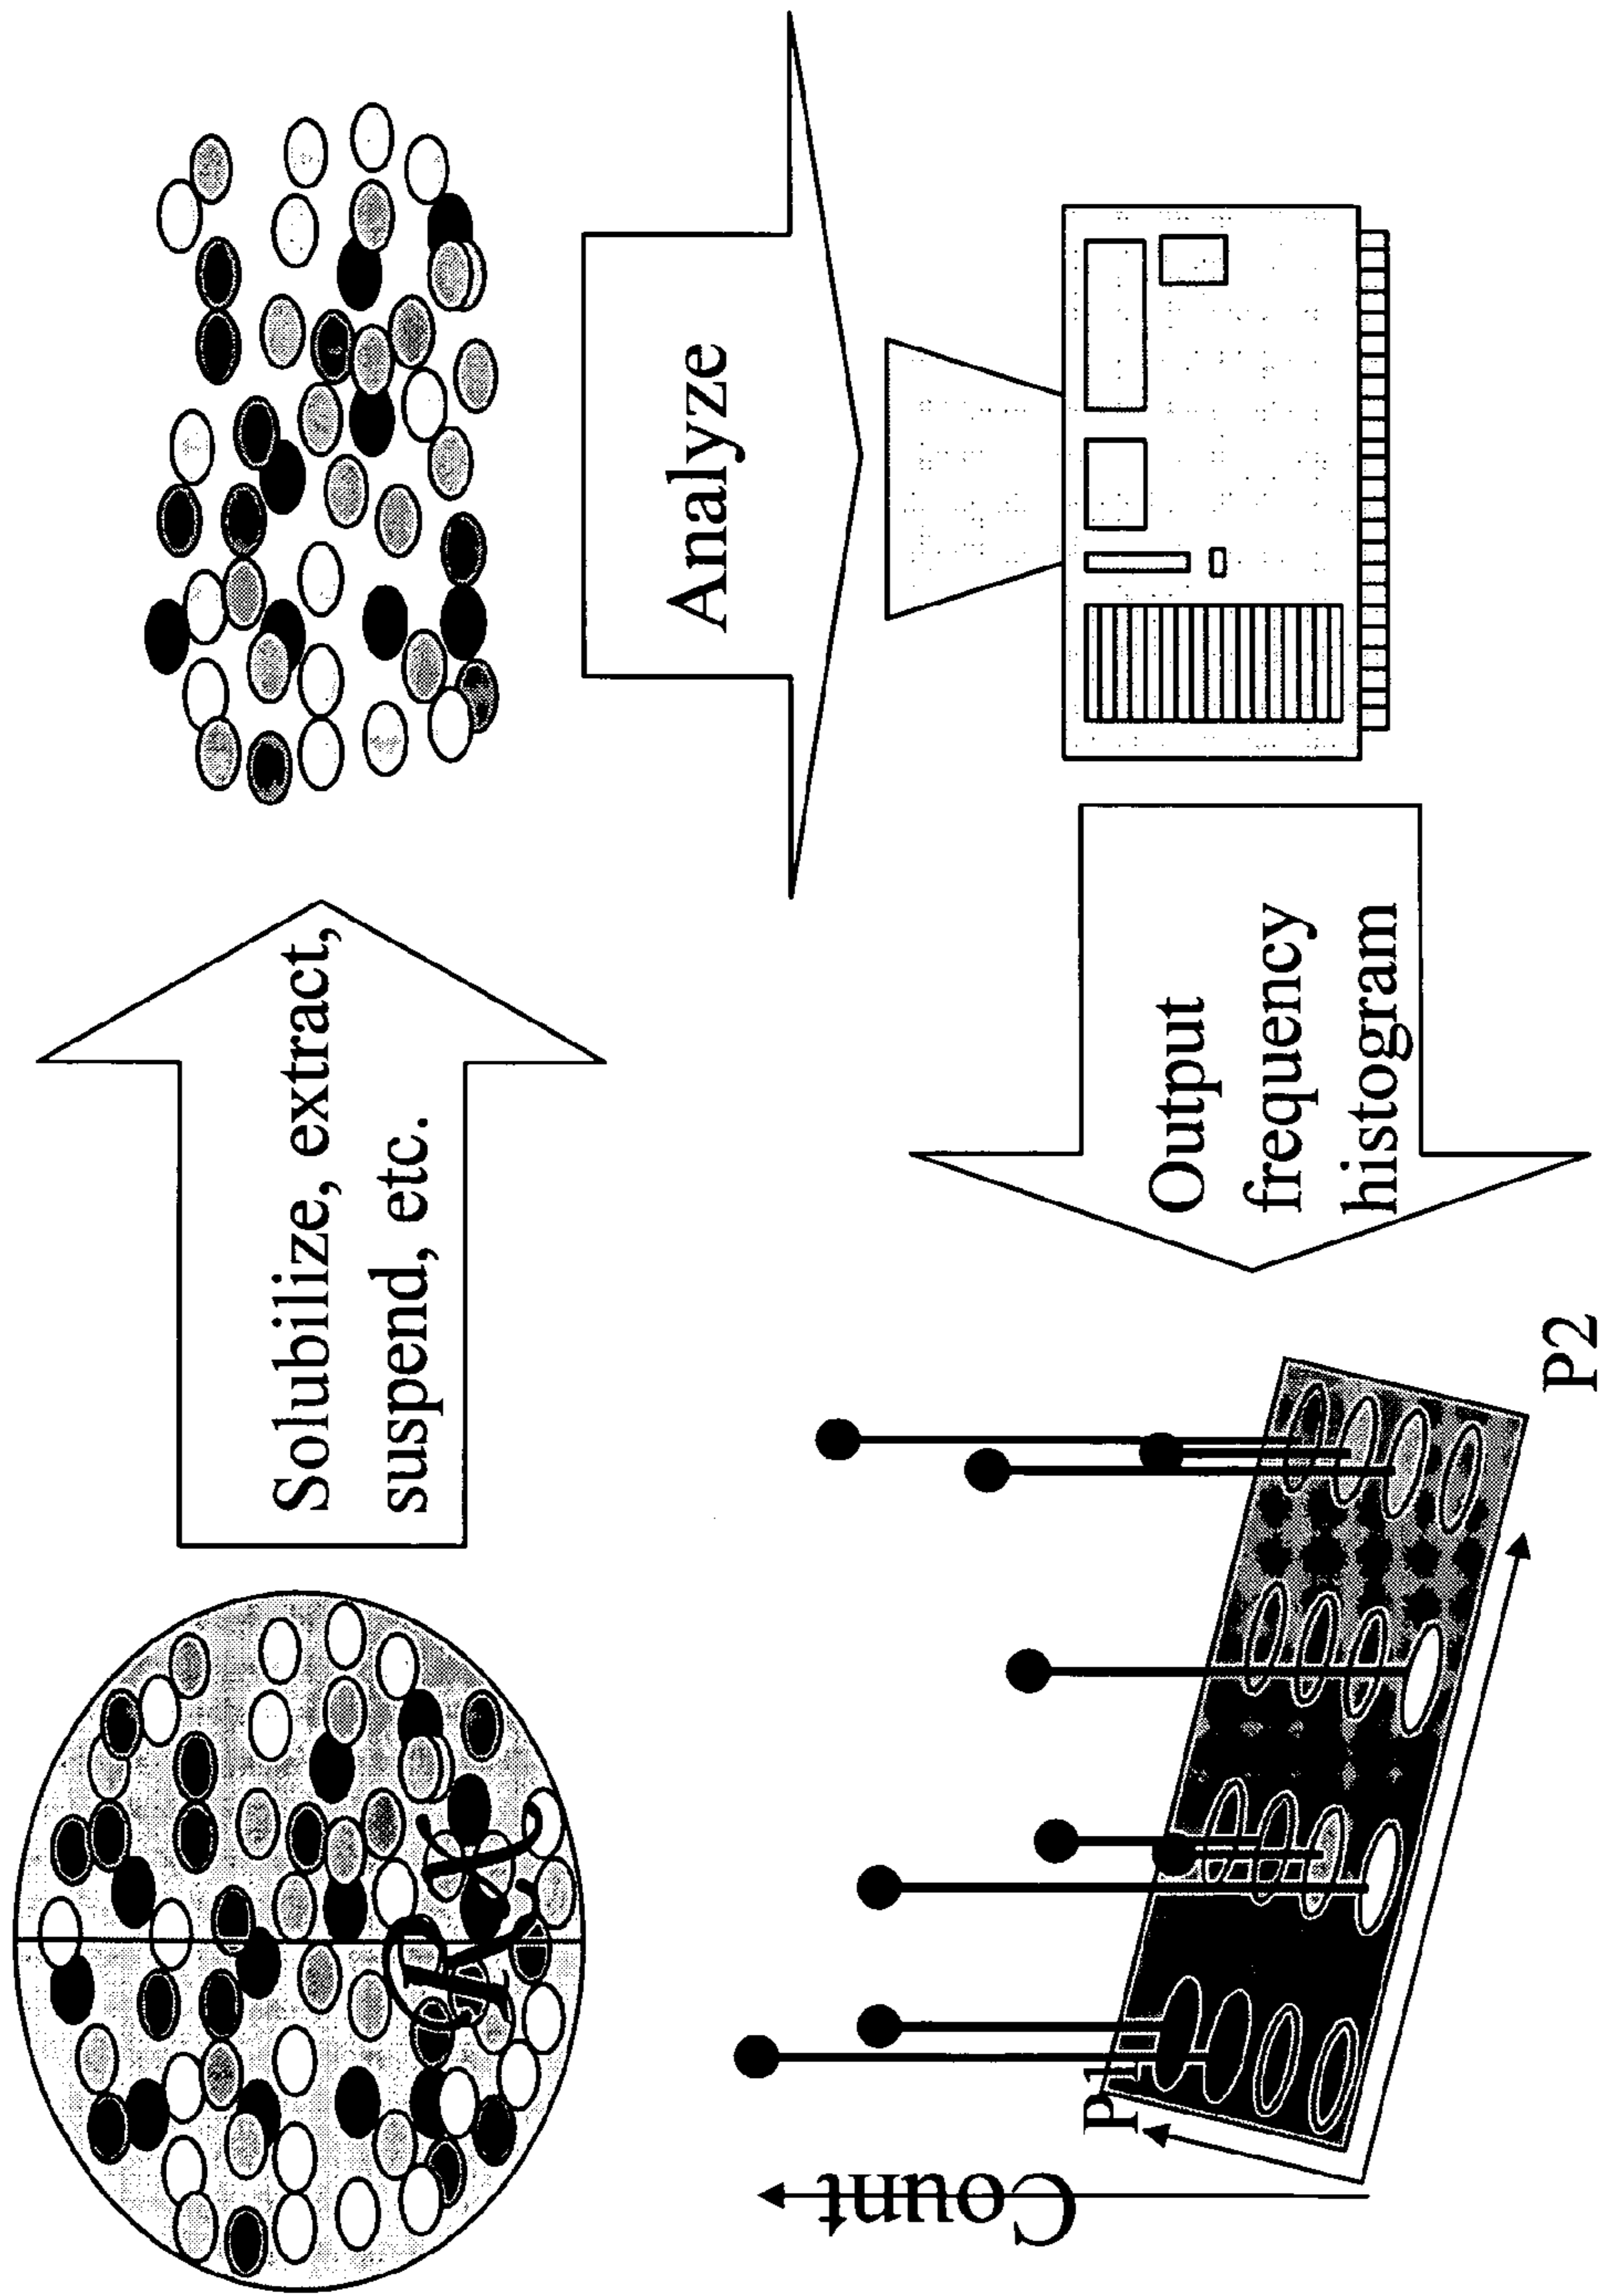 Solubilize, extract,
suspend, etc.
Analyze
Output
frequency
histogram
Count
P1
P2